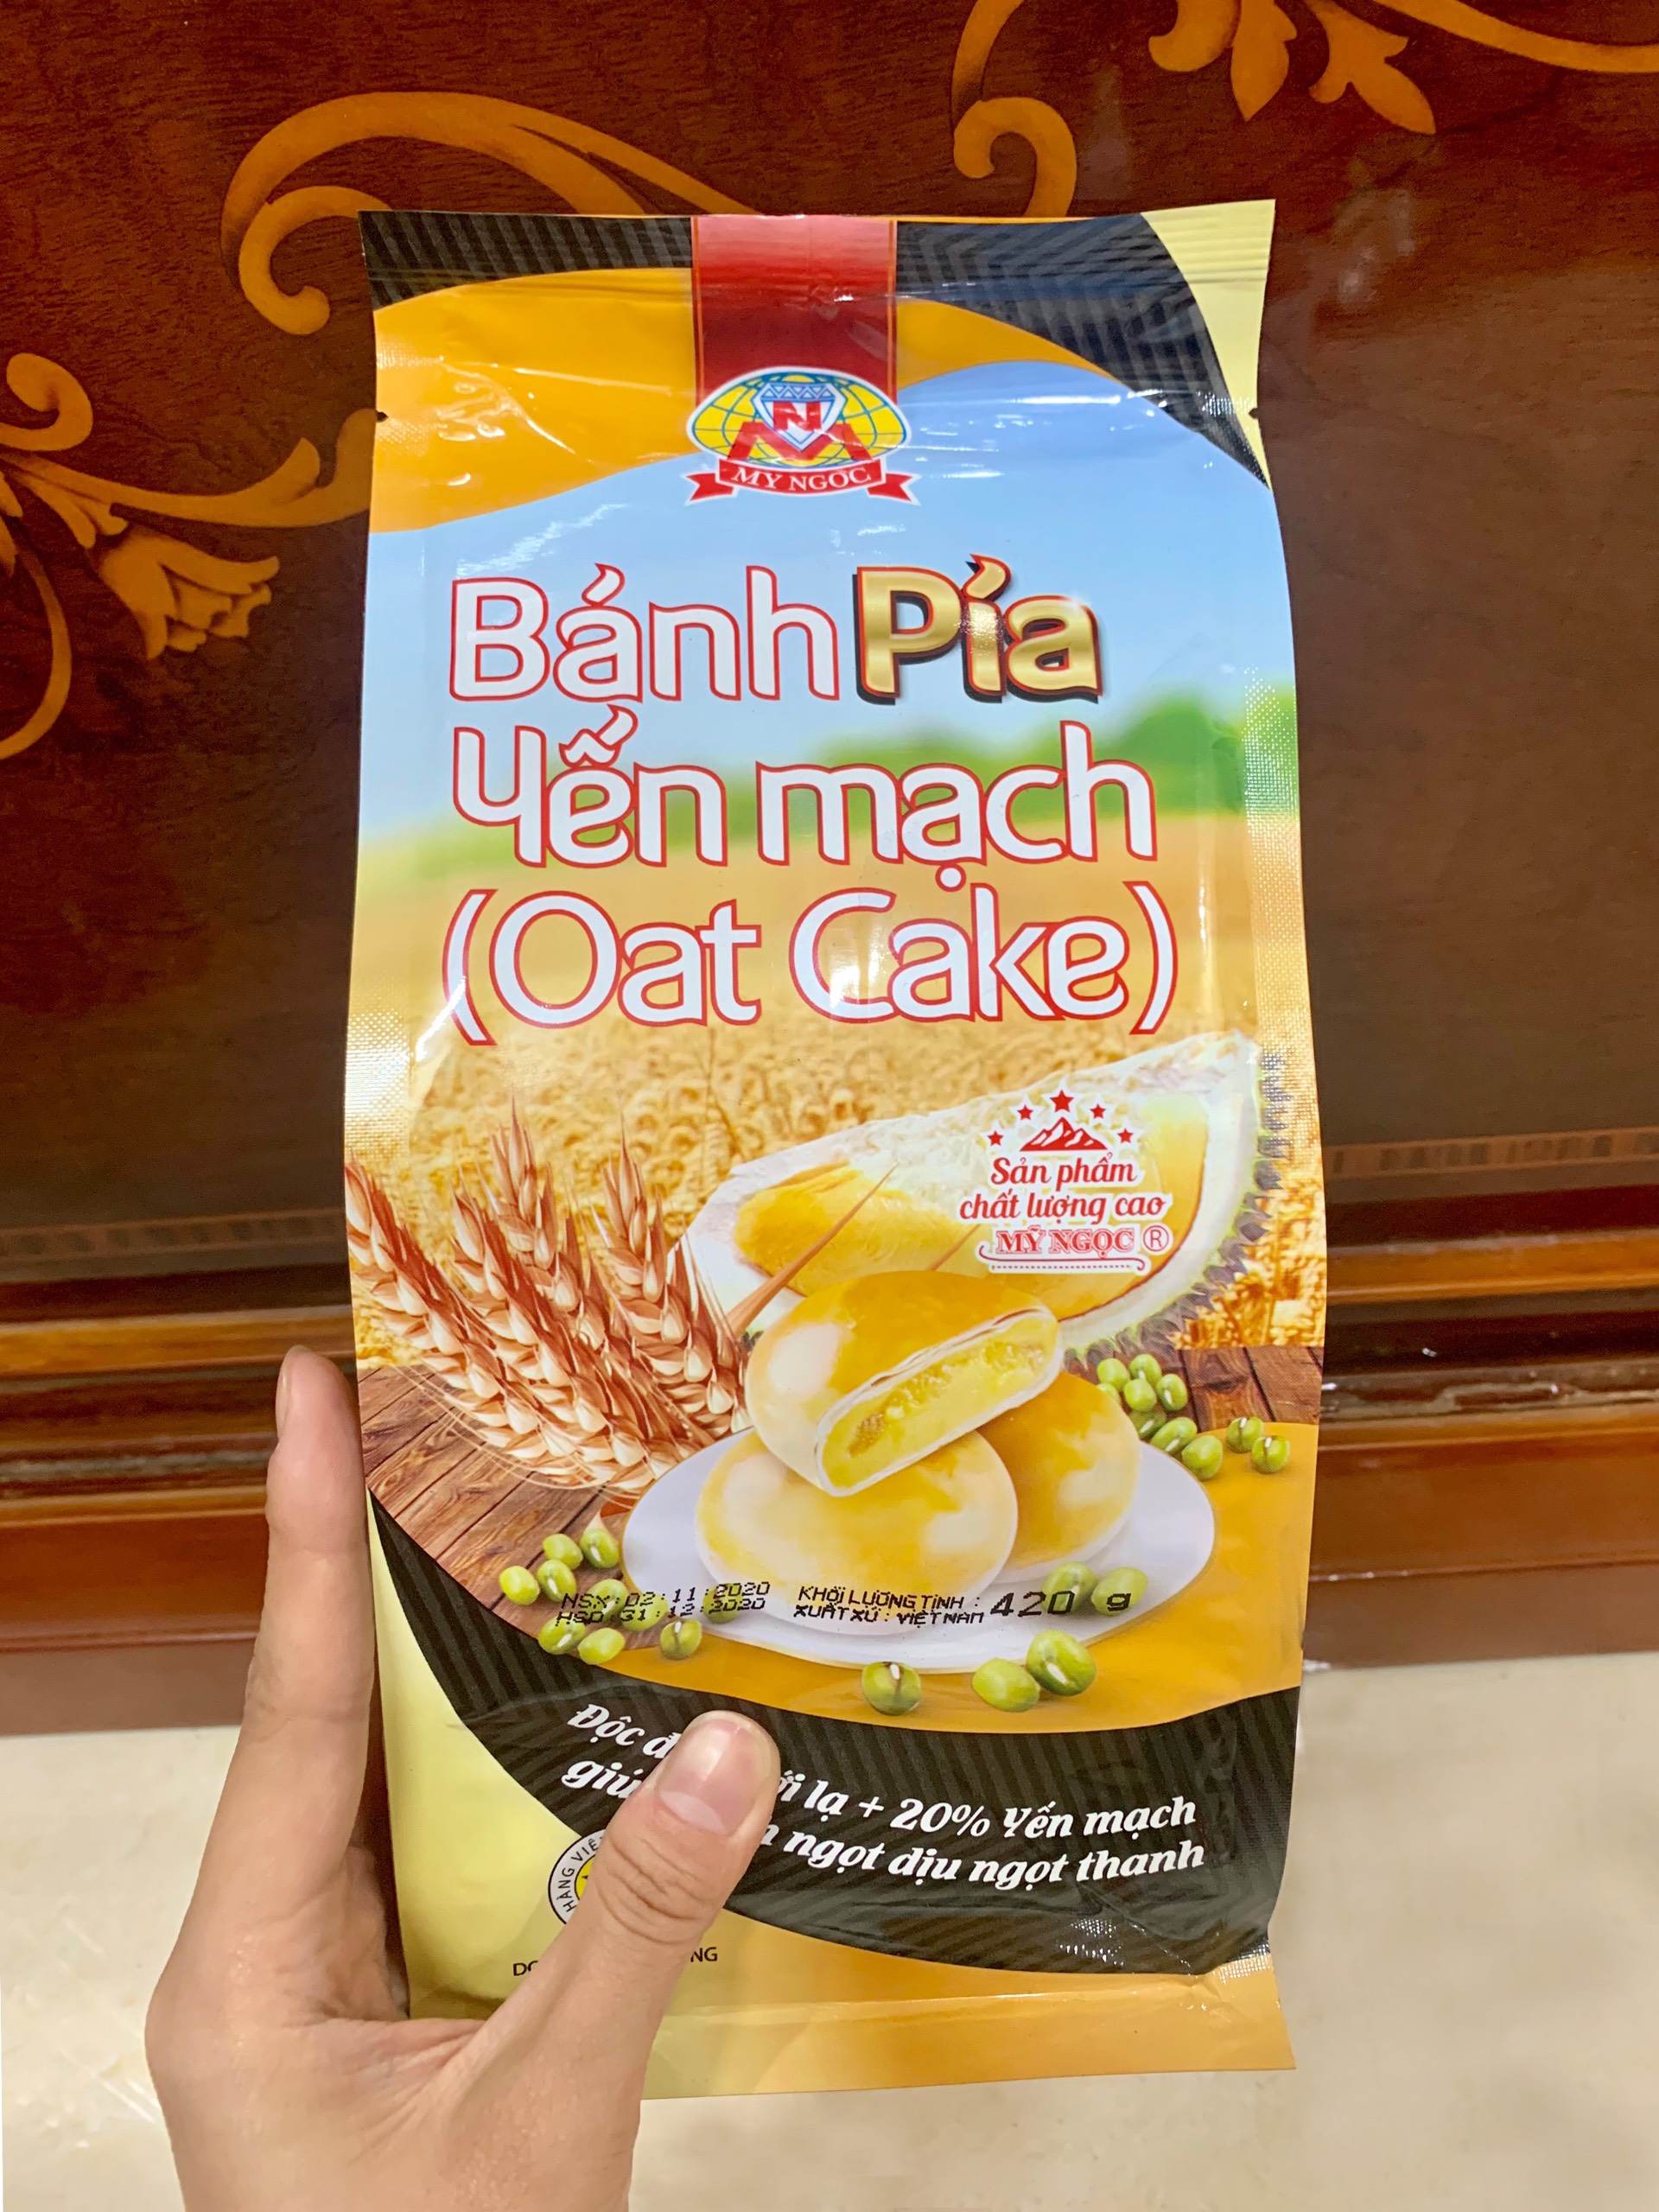 MỸ NGỌC
Bánh Pía
Yến mạch
(Oat Cake)
Sản phẩm
chất lượng cao
MỸ NGỌC ®
NSX:02:11:2020
HSD:31:12:2020
KHỐI LƯỢNG TỊNH : 420 g
XUẤT XỨ : VIỆT NAM
Độc lạ + 20% Yến mạch
ngọt dịu ngọt thanh
HÀNG